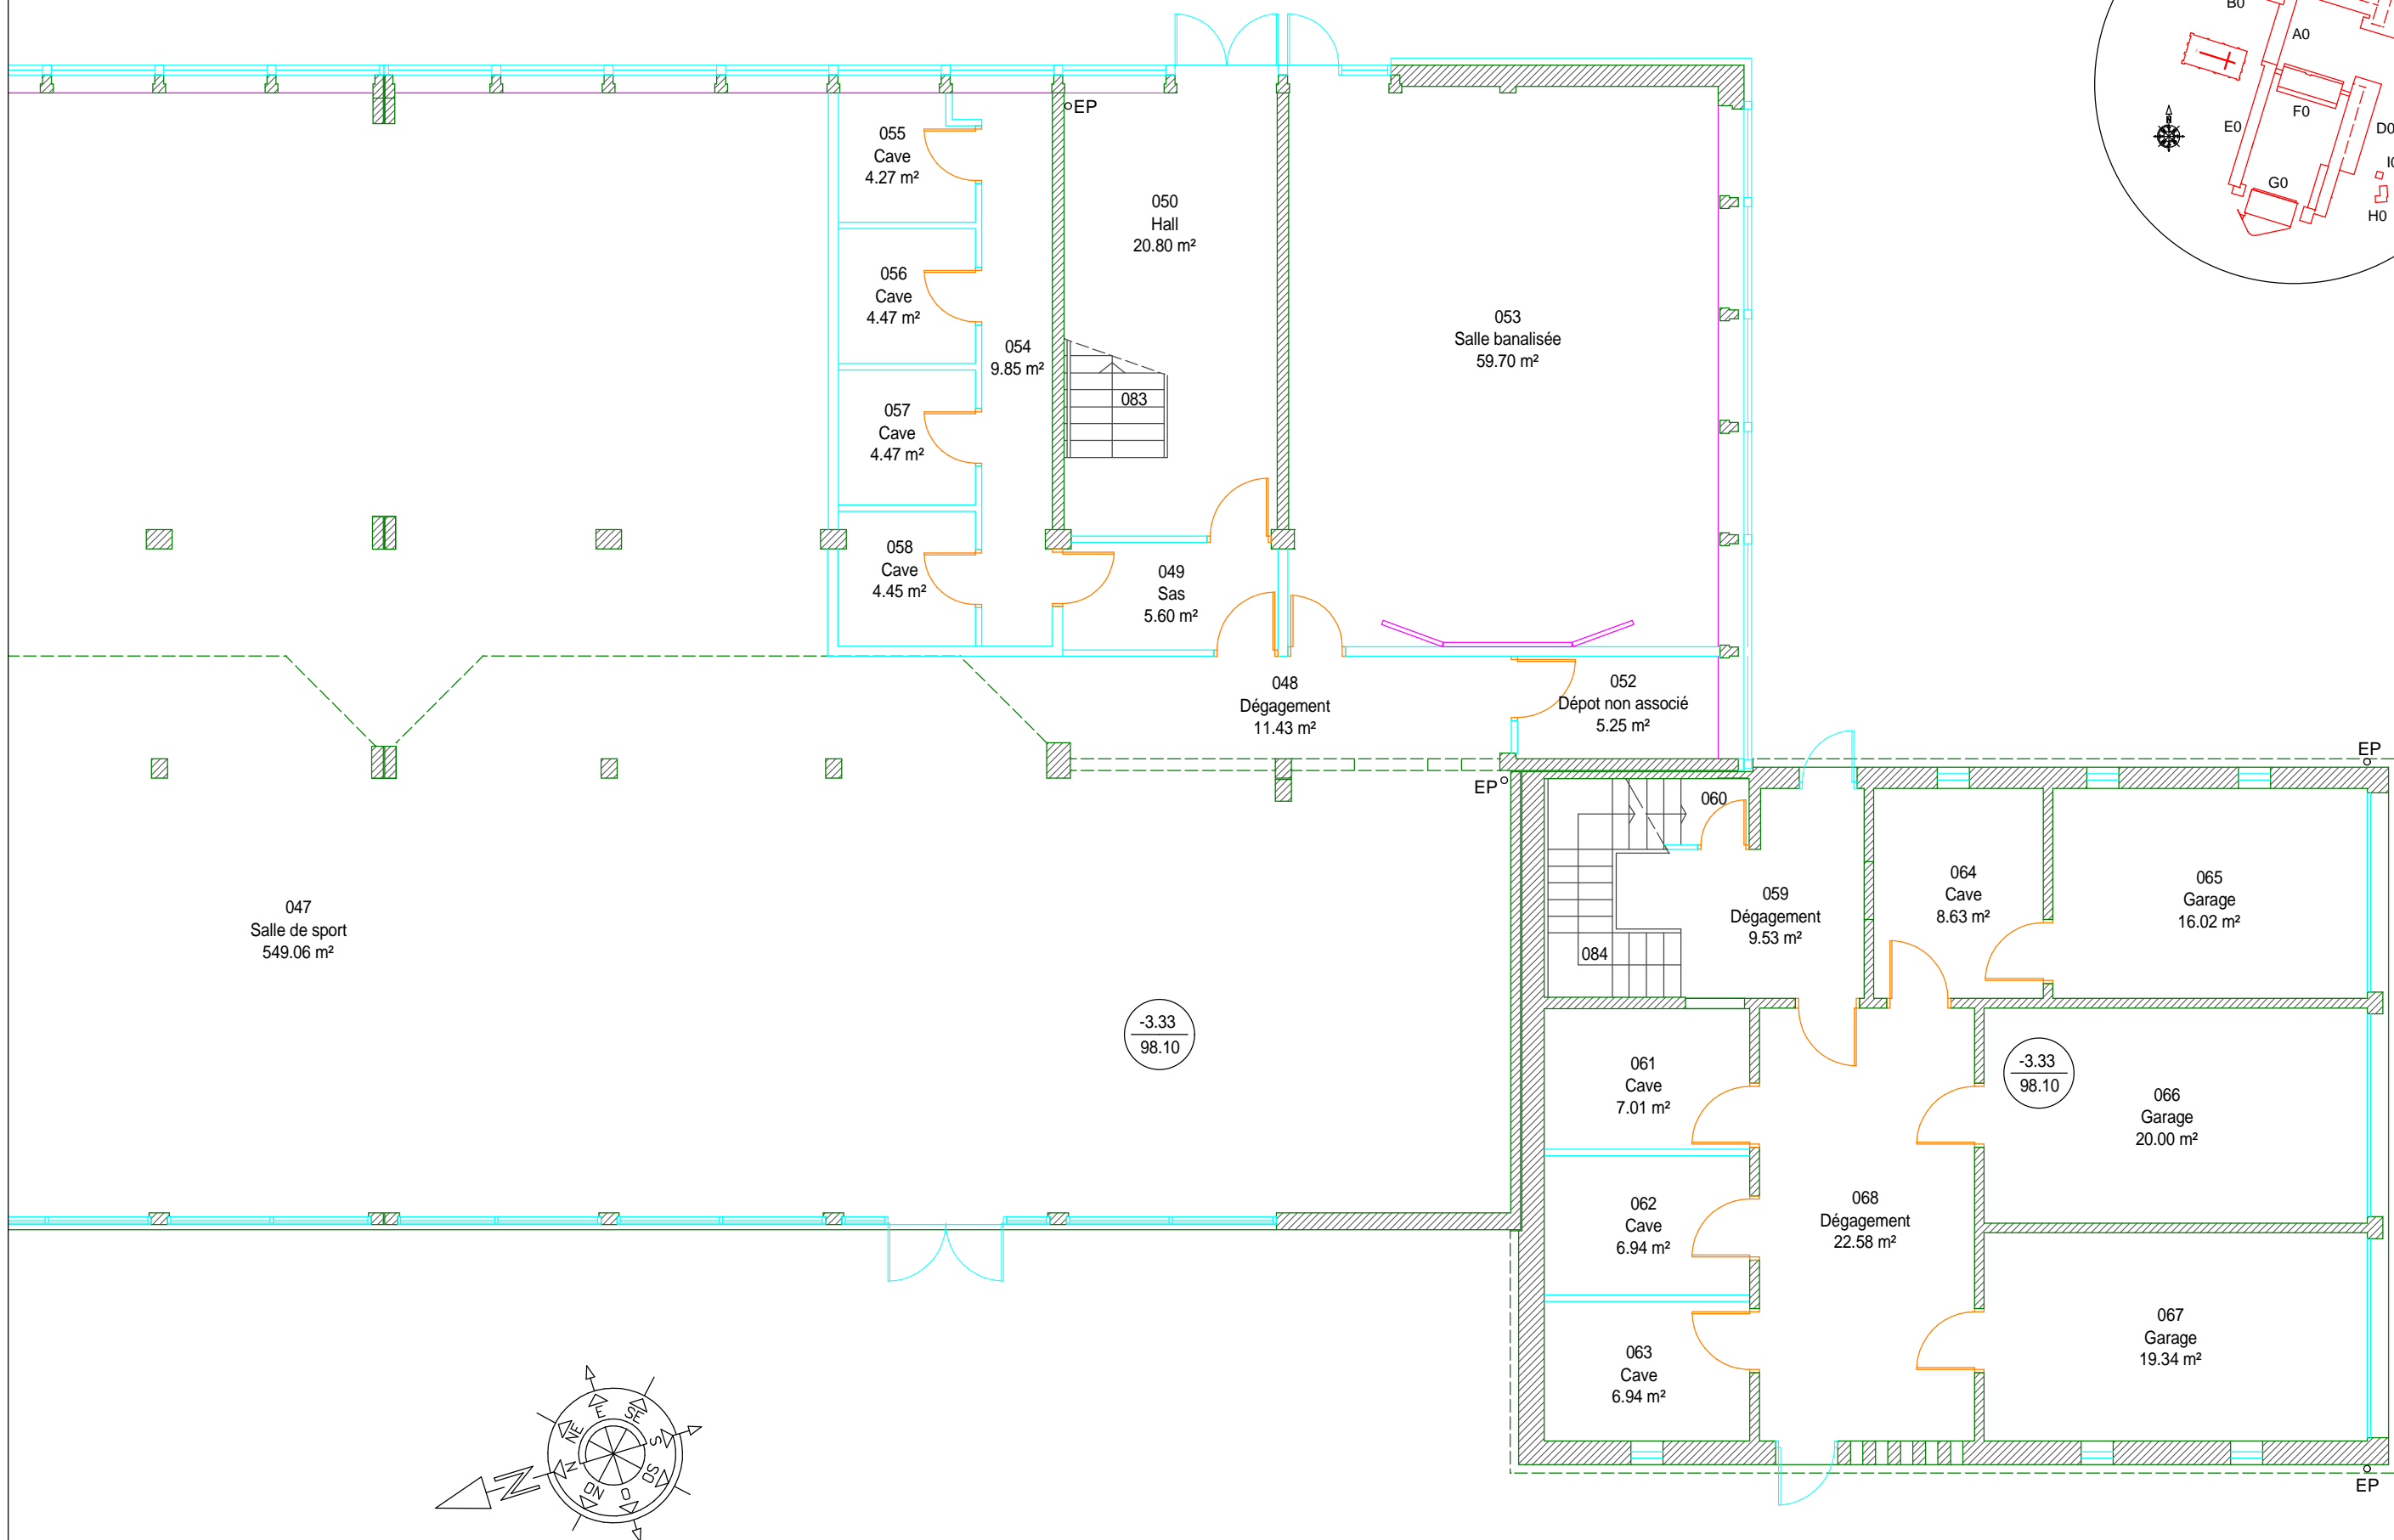 B0
A0
F0
E0
D0
I0
G0
H0
EP
055
Cave
4.27 m²
050
Hall
20.80 m²
056
Cave
4.47 m²
053
Salle banalisée
59.70 m²
054
9.85 m²
083
057
Cave
4.47 m²
058
Cave
4.45 m²
049
Sas
5.60 m²
048
Dégagement
11.43 m²
052
Dépot non associé
5.25 m²
EP
EP
060
047
Salle de sport
549.06 m²
059
Dégagement
9.53 m²
084
064
Cave
8.63 m²
065
Garage
16.02 m²
-3.33
98.10
061
Cave
7.01 m²
-3.33
98.10
066
Garage
20.00 m²
062
Cave
6.94 m²
068
Dégagement
22.58 m²
063
Cave
6.94 m²
067
Garage
19.34 m²
EP
N
NE
E
SE
S
SO
O
NO
N